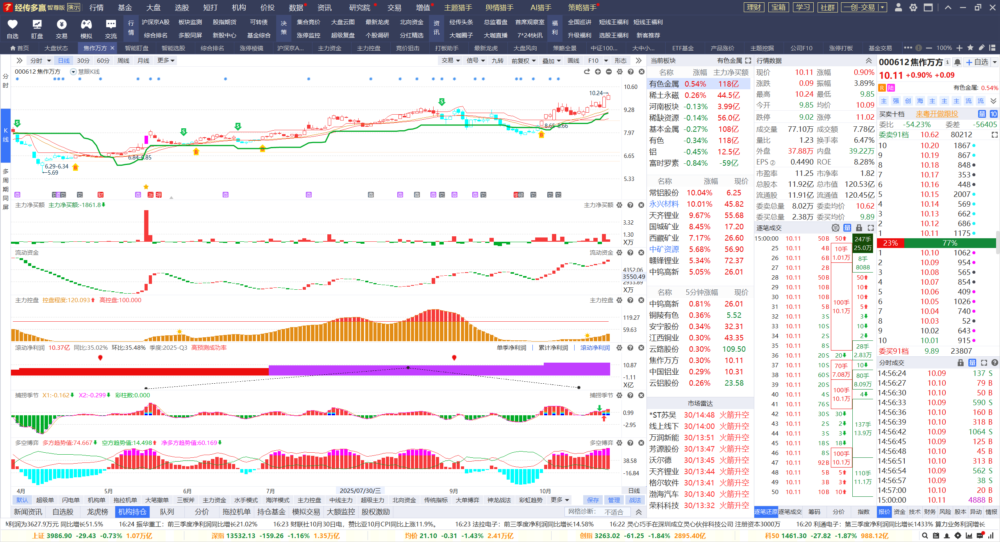 经传多赢 智尊版 演示 行情 基金 大盘 选股 短打 机构 价投 数据 资讯 研究院 交易 增值 主题猎手 舆情猎手 AI猎手 策略猎手 理财 宝箱 学习 社群 一创-交易
自选 盯盘 交易 模拟 交流
行情 沪深京A股 板块监测 股指期货 可转债 决策 集合竞价 大盘云图 最新龙虎 北向资金 资讯 经传头条 总监看盘 首席观察室 福利 全国巡讲 短线王福利 短线王福利
综合排名 多股同屏 新股中心 基金综合 涨停监控 超级复盘 个股调研 分红精选 大咖圈子 大咖直播 7*24快讯 升级福利 选股王福利 新客推荐
首页 大盘状态 焦作万方 智能盯盘 智能选股 综合排名 涨停棱镜 沪深京A... 主力资金 主力控盘 竞价狙击 打板助手 最新龙虎 大盘风向 策略全景 中证100... 大中小... ETF基金 产品涨价 主题挖掘 公司F10 涨停打板 基金交易 100%
分时 日线 30分 60分 周线 月线 更多 交易 信号 九转 前复权 叠加 画线 F10 形态
分时
K线
多周期同屏
000612 焦作万方 慧眼K线
10.60
9.28
7.97
6.65
5.33
10.24→
8.65-8.66
6.84-6.85
6.29-6.34
←5.69
主力净买额 主力净买额:-1861.8 主力净买额
3.32
1.30
X万
流动资金 流动资金
4352.06
3550.49
2933.89
X万
主力控盘 控盘程度:120.093 高控盘:100.000 主力控盘
119.27
59.63
滚动净利润 10.37亿 同比:35.02% 环比:35.48% 季度:2025-Q3 高预测成功率 单季净利润 | 累计净利润 | 滚动净利润
10.87
-1.11
X亿
捕捞季节 X1:-0.162 X2:-0.299 彩柱数:0.000 捕捞季节
0.99
-2.95
多空博弈 多方趋势值:74.667 空方趋势值:14.498 净多方趋势值:60.169 多空博弈
38.58
-16.84
4月 5月 6月 7月 2025/07/30/三 9月 10月 日线
默认 超级单 闪电单 机构单 拖拉机单 大笔撤单 三板斧 主力资金 水手模式 海洋模式 主力控盘 中线主力 超级主力 北向资金 传统指标 大单博弈 神龙战法 彩虹趋势 更多 保存 管理 战法
新闻资讯 自选股 龙虎榜 机构持仓 队列 分价 拖拉机单 持仓基金 模拟交易 大额监控 股权激励 网格诊断: 不适合
当前板块 有色金属
名称 涨幅 主力净买额
有色金属 0.54% 118亿
稀土永磁 0.26% 44.5亿
河南板块 -0.13% 3.99亿
稀缺资源 -0.14% 56.0亿
基本金属 -0.27% 108亿
有色 -0.34% 118亿
铝 -0.45% 12.5亿
富时罗素 -0.84% -59亿
名称 涨幅 现价
常铝股份 10.04% 6.25
永兴材料 10.01% 45.82
天齐锂业 9.67% 55.68
国城矿业 8.45% 17.20
西藏矿业 7.17% 26.60
中矿资源 5.68% 56.90
赣锋锂业 5.34% 72.37
中钨高新 5.05% 26.01
名称 5分钟涨幅 现价
中钨高新 0.81% 26.01
铜陵有色 0.36% 5.52
安宁股份 0.34% 32.31
江西铜业 0.30% 43.35
云路股份 0.30% 109.50
焦作万方 0.30% 10.11
中国铝业 0.29% 10.31
云铝股份 0.26% 23.58
市场雷达
*ST苏吴 30/14:48 火箭升空
线上线下 30/14:00 火箭升空
万润新能 30/13:51 火箭升空
芳源股份 30/13:47 火箭升空
沃尔德 30/13:45 火箭升空
天齐锂业 30/13:44 火箭升空
格尔软件 30/13:41 火箭升空
渤海汽车 30/13:40 火箭升空
荣科科技 30/13:32 火箭升空
行情数据
现价 10.11 涨幅 0.90%
涨跌 0.09 振幅 3.89%
最高 10.24 最低 9.85
今开 9.85 均价 10.09
跌停 9.02 涨停 11.02
成交量 77.10万 成交额 7.78亿
量比 1.23 换手率 6.47%
外盘 37.88万 内盘 39.22万
EPS② 0.4490 ROE 8.28%
市盈率 11.25 市净率 1.82
总股本 11.92亿 总市值 120.53亿
流通股 11.91亿 流通值 120.45亿
委卖总量 8.02万 委卖均价 10.62
委买总量 2.38万 委买均价 9.89
逐笔成交 单 量
15:00:00 10.11 50 B 50
25 10.11 4 B
26 10.11 6 B
27 10.11 2 B
28 10.11 50 B 50
29 10.11 10 B 10
30 10.11 10 B 10
31 10.11 5 B 5
32 10.11 3 S 3
33 10.11 10 S 10
34 10.11 2 S 2
35 10.11 8 S
36 10.11 20 S 20
37 10.11 10 S 10
38 10.11 60 S
39 10.11 20 S
40 10.11 4 S 4
41 10.11 76 S
42 10.11 30 S 30
43 10.11 2 S 2
44 10.11 3 S 3
45 10.11 18 S 18
46 10.11 8 S
47 10.11 92 B
48 10.11 5 B 5
49 10.11 3 B 3
50 10.11 10 B 10
10手 1.01万
100手 10.1万
70手 7.08万
100手 10.1万
100手 10.1万
247手 25.0万
8手 8088
28手 2.83万
80手 8.09万
137手 13.9万
110手 11.1万
逐笔还原 逐笔成交 筹码 分价 指数
000612 焦作万方 自选
10.11 +0.90% +0.09
R 陆 有色金属: 0.54%
主 强 创 海 主 主 主 流 流
买卖十档 来粤开做跟投 量 10
委比 -54.23% 委差 -56405
委卖91档 10.62 80212
10 10.20 1867
9 10.19 867
8 10.18 848
7 10.17 353
6 10.16 448
5 10.15 2007
4 10.14 569
3 10.13 662
2 10.12 686
1 10.11 1175
23% 77%
1 10.10 1062
2 10.09 954
3 10.08 565
4 10.07 854
5 10.06 409
6 10.05 1026
7 10.04 740
8 10.03 52
9 10.02 643
10 10.01 915
委买91档 9.89 23807
分时成交 量
14:56:24 10.09 137 S
14:56:27 10.10 79 B
14:56:30 10.10 50 B
14:56:33 10.09 590 S
14:56:36 10.10 160 B
14:56:39 10.10 318 B
14:56:42 10.09 1064 S
14:56:45 10.09 125 B
14:56:48 10.10 45 B
14:56:51 10.10 313 B
14:56:54 10.09 562 S
14:56:57 10.09 38 S
14:57:00 10.10 20 B
15:00:00 10.11 4888 B
报价 资金 技术 财务 风险 股本 异动 情报
利润为3627.9万元 同比增长51.5% 16:24 振华重工：前三季度净利润同比增长21.02% 16:23 财联社10月30日电，赞比亚10月CPI同比上涨11.9%。 16:23 法拉电子：前三季度净利润同比增长14.58% 16:22 灵心巧手在深圳成立灵心伙伴科技公司 注册资本3000万 16:20 利通电子：第三季度净利润同比增长1433% 算力业务利润增长
上证 3986.90 -29.43 -0.73% 1.07万亿 深指 13532.13 -159.26 -1.16% 1.35万亿 均价 21.10 -0.31 -1.43% 2.41万亿 创指 3263.02 -61.25 -1.84% 2895.40亿 科50 1461.30 -27.82 -1.87% 988.12亿